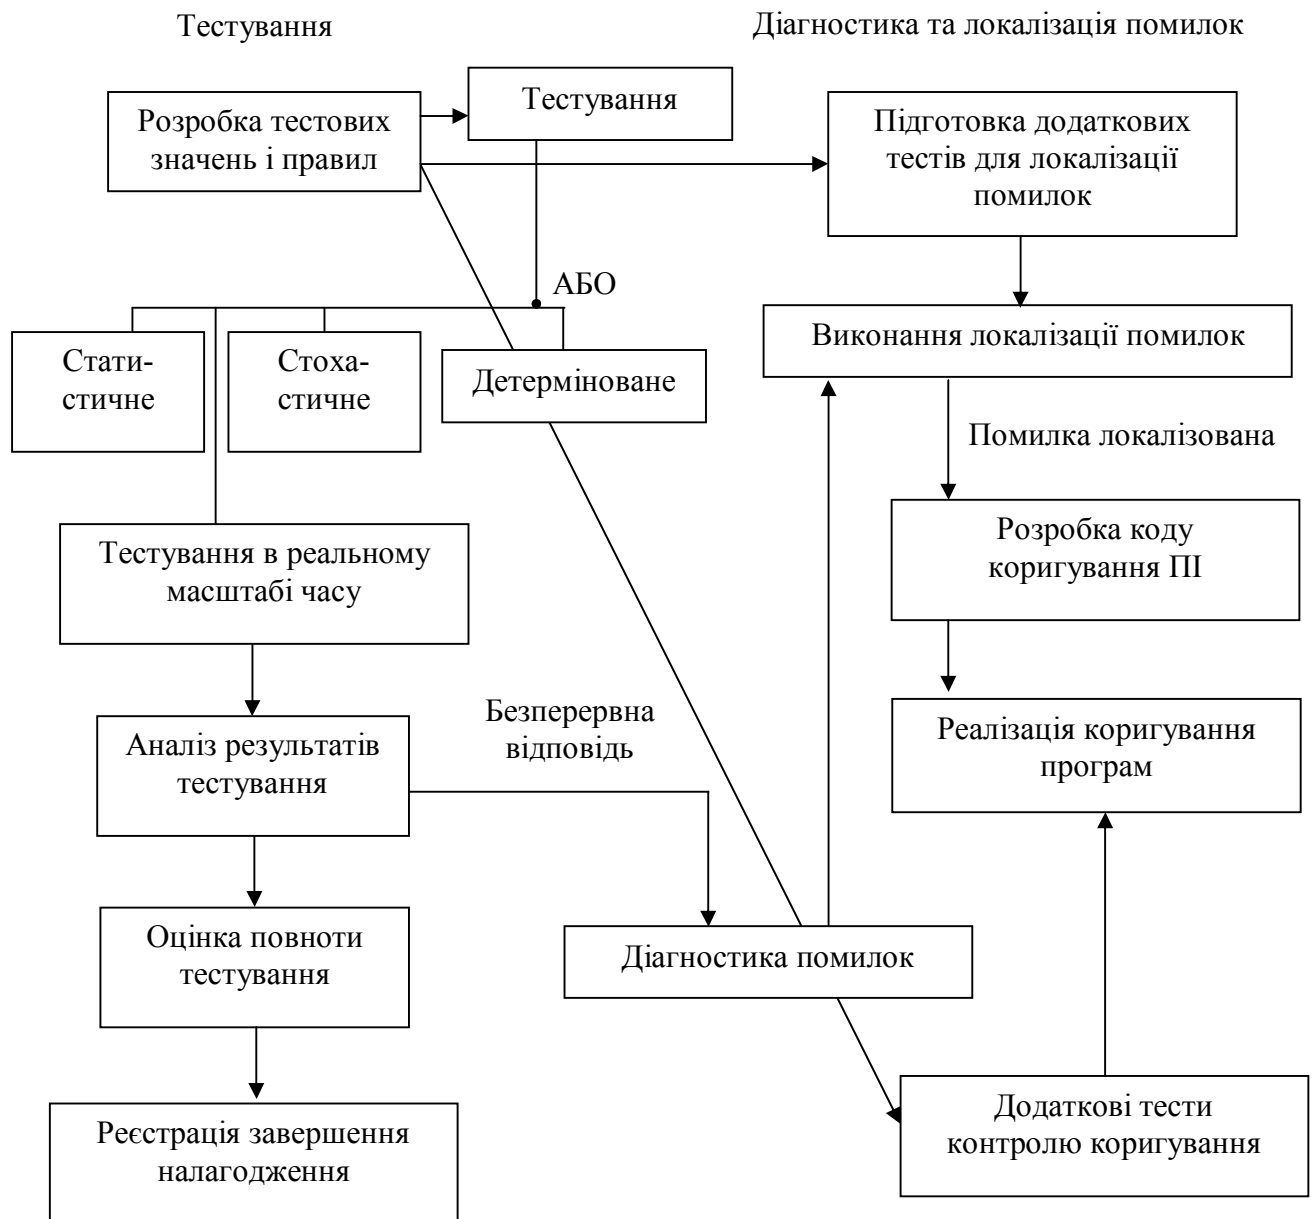 Тестування
Діагностика та локалізація помилок
Тестування
Розробка тестових
значень і правил
Підготовка додаткових
тестів для локалізації
помилок
АБО
Стати-
стичне
Стоха-
стичне
Детерміноване
Виконання локалізації помилок
Помилка локалізована
Тестування в реальному
масштабі часу
Розробка коду
коригування ПІ
Безперервна
відповідь
Аналіз результатів
тестування
Реалізація коригування
програм
Оцінка повноти
тестування
Діагностика помилок
Реєстрація завершення
налагодження
Додаткові тести
контролю коригування